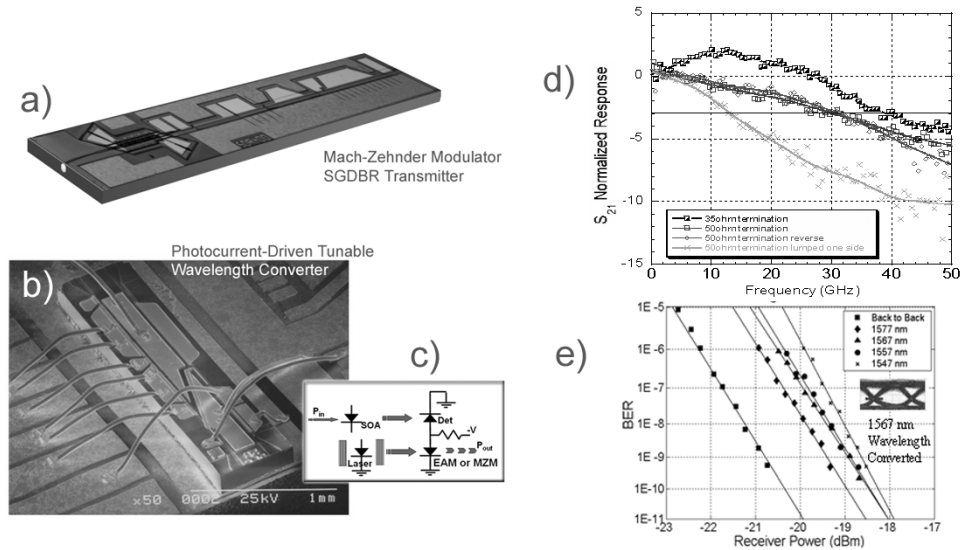 a)
Mach-Zehnder Modulator
SGDBR Transmitter
Photocurrent-Driven Tunable
Wavelength Converter
b)
x50 0002 25kV 1mm
c)
Pin
SOA
Det
-V
Laser
Pout
EAM or MZM
d)
S21 Normalized Response
5
0
-5
-10
-15
35ohm termination
50ohm termination
50ohm termination reverse
50ohm termination lumped one side
0 10 20 30 40 50
Frequency (GHz)
e)
BER
1E-5
1E-6
1E-7
1E-8
1E-9
1E-10
1E-11
Back to Back
1577 nm
1567 nm
1557 nm
1547 nm
1567 nm
Wavelength
Converted
-23 -22 -21 -20 -19 -18 -17
Receiver Power (dBm)